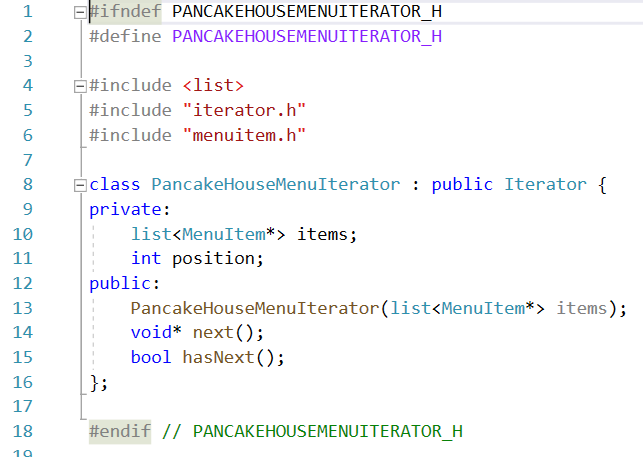 1 #ifndef PANCAKEHOUSEMENUITERATOR_H
2 #define PANCAKEHOUSEMENUITERATOR_H
3
4 #include <list>
5 #include "iterator.h"
6 #include "menuitem.h"
7
8 class PancakeHouseMenuIterator : public Iterator {
9 private:
10     list<MenuItem*> items;
11     int position;
12 public:
13     PancakeHouseMenuIterator(list<MenuItem*> items);
14     void* next();
15     bool hasNext();
16 };
17
18 #endif // PANCAKEHOUSEMENUITERATOR_H
19